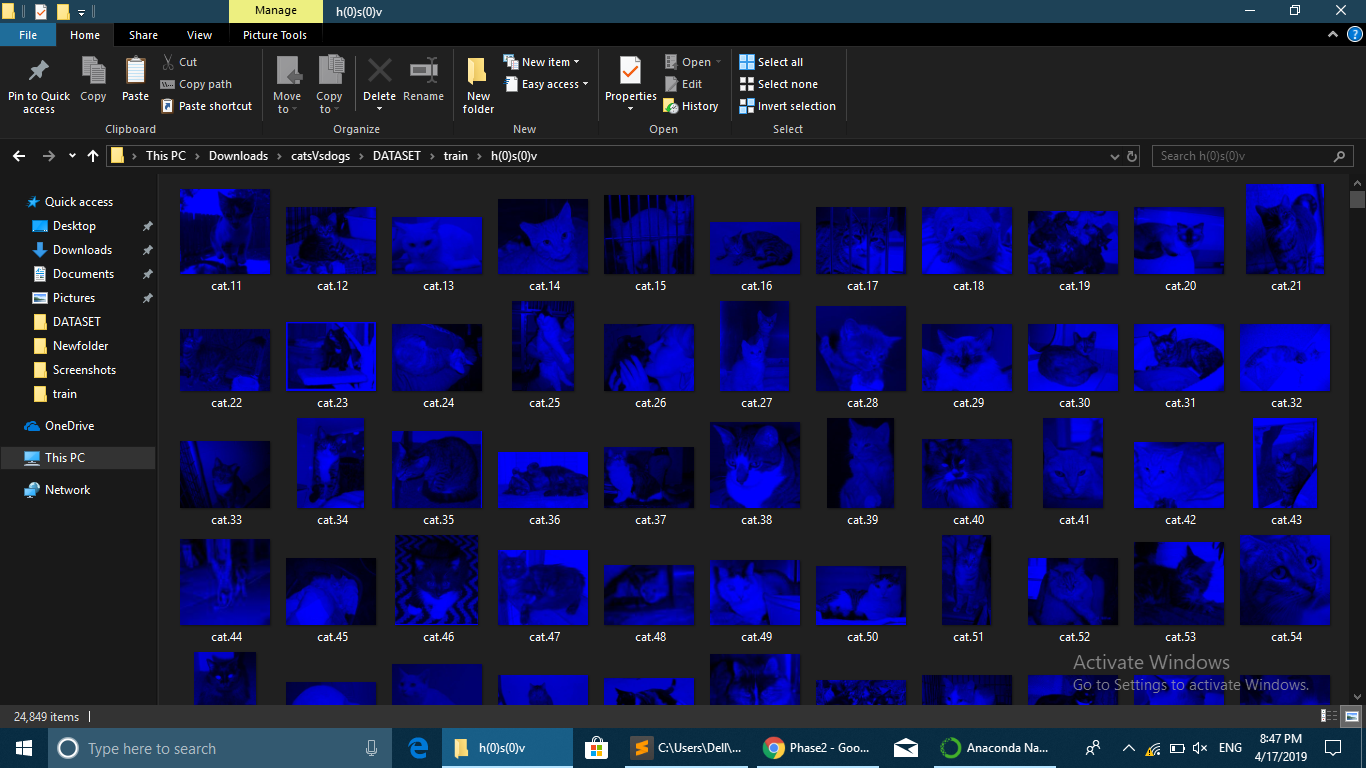 Manage
h(0)s(0)v
File
Home
Share
View
Picture Tools
Pin to Quick
access
Copy
Paste
Cut
Copy path
Paste shortcut
Clipboard
Move
to
Copy
to
Delete
Rename
Organize
New
folder
New item
Easy access
New
Properties
Open
Edit
History
Open
Select all
Select none
Invert selection
Select
This PC > Downloads > catsVsdogs > DATASET > train > h(0)s(0)v
Search h(0)s(0)v
Quick access
Desktop
Downloads
Documents
Pictures
DATASET
Newfolder
Screenshots
train
OneDrive
This PC
Network
cat.11 cat.12 cat.13 cat.14 cat.15 cat.16 cat.17 cat.18 cat.19 cat.20 cat.21
cat.22 cat.23 cat.24 cat.25 cat.26 cat.27 cat.28 cat.29 cat.30 cat.31 cat.32
cat.33 cat.34 cat.35 cat.36 cat.37 cat.38 cat.39 cat.40 cat.41 cat.42 cat.43
cat.44 cat.45 cat.46 cat.47 cat.48 cat.49 cat.50 cat.51 cat.52 cat.53 cat.54
Activate Windows
Go to Settings to activate Windows.
24,849 items
Type here to search
h(0)s(0)v
C:\Users\Dell\...
Phase2 - Goo...
Anaconda Na...
ENG
8:47 PM
4/17/2019